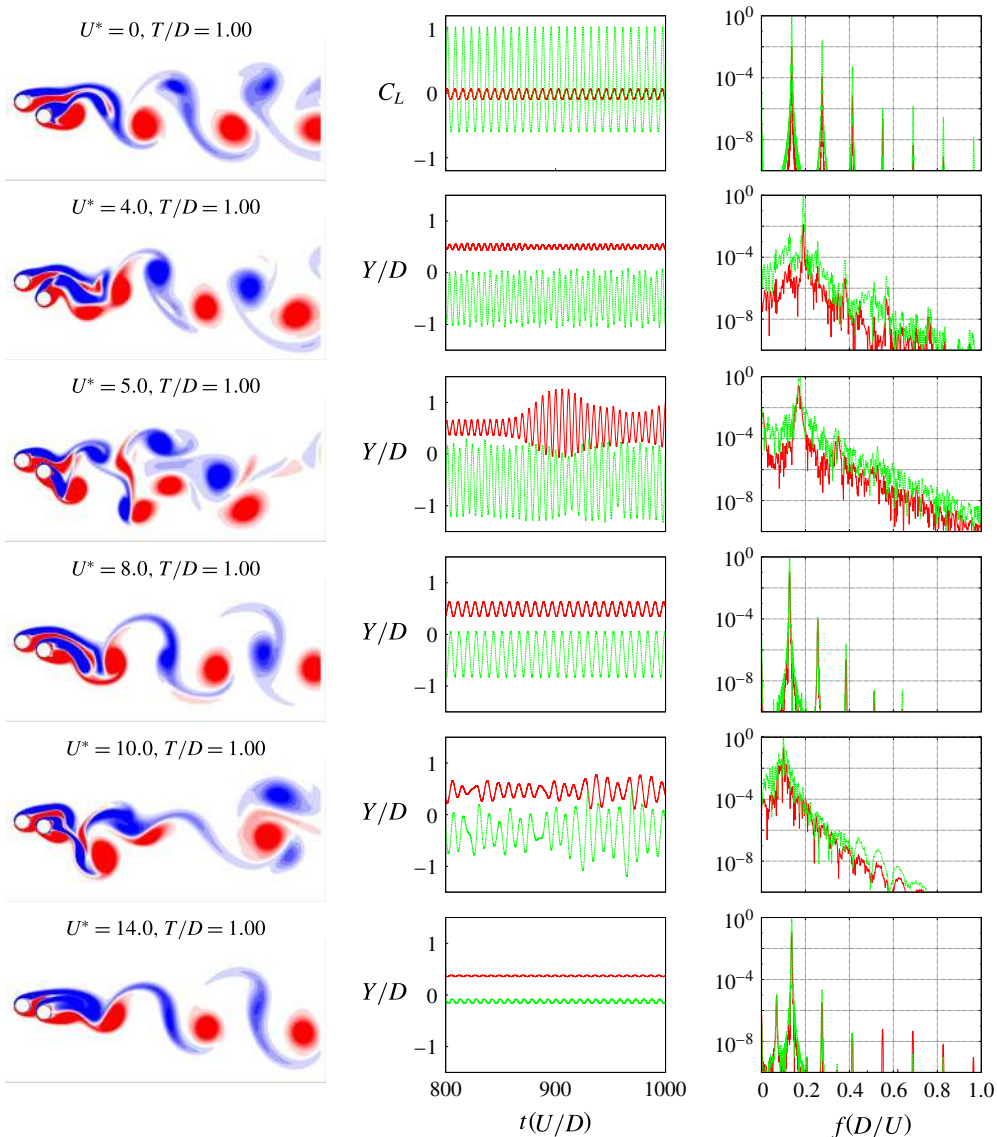 U* = 0, T/D = 1.00
1
C_L 0
−1
10^0
10^−4
10^−8
U* = 4.0, T/D = 1.00
1
Y/D 0
−1
10^0
10^−4
10^−8
U* = 5.0, T/D = 1.00
1
Y/D 0
−1
10^0
10^−4
10^−8
U* = 8.0, T/D = 1.00
1
Y/D 0
−1
10^0
10^−4
10^−8
U* = 10.0, T/D = 1.00
1
Y/D 0
−1
10^0
10^−4
10^−8
U* = 14.0, T/D = 1.00
1
Y/D 0
−1
10^0
10^−4
10^−8
800 900 1000
t(U/D)
0 0.2 0.4 0.6 0.8 1.0
f(D/U)